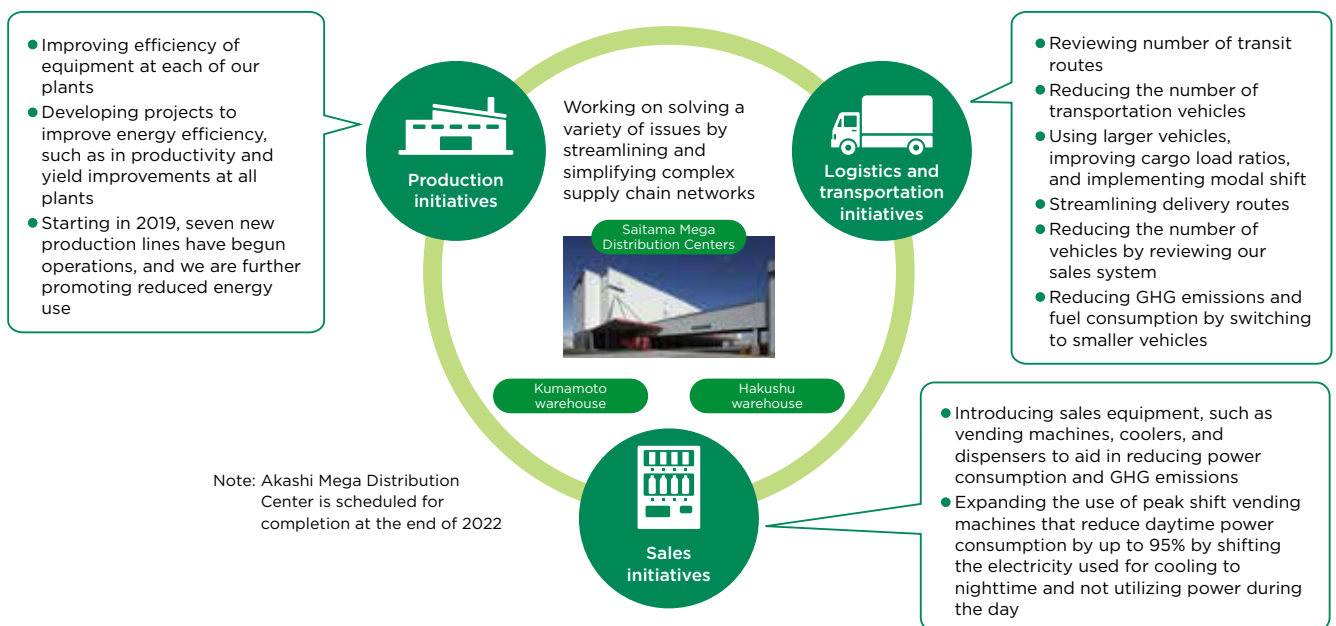 ● Improving efficiency of
equipment at each of our
plants
● Developing projects to
improve energy efficiency,
such as in productivity and
yield improvements at all
plants
● Starting in 2019, seven new
production lines have begun
operations, and we are further
promoting reduced energy
use
Production
initiatives
Working on solving a
variety of issues by
streamlining and
simplifying complex
supply chain networks
Saitama Mega
Distribution Centers
Kumamoto
warehouse
Hakushu
warehouse
Logistics and
transportation
initiatives
● Reviewing number of transit
routes
● Reducing the number of
transportation vehicles
● Using larger vehicles,
improving cargo load ratios,
and implementing modal shift
● Streamlining delivery routes
● Reducing the number of
vehicles by reviewing our
sales system
● Reducing GHG emissions and
fuel consumption by switching
to smaller vehicles
Note: Akashi Mega Distribution
Center is scheduled for
completion at the end of 2022
Sales
initiatives
● Introducing sales equipment, such as
vending machines, coolers, and
dispensers to aid in reducing power
consumption and GHG emissions
● Expanding the use of peak shift vending
machines that reduce daytime power
consumption by up to 95% by shifting
the electricity used for cooling to
nighttime and not utilizing power during
the day